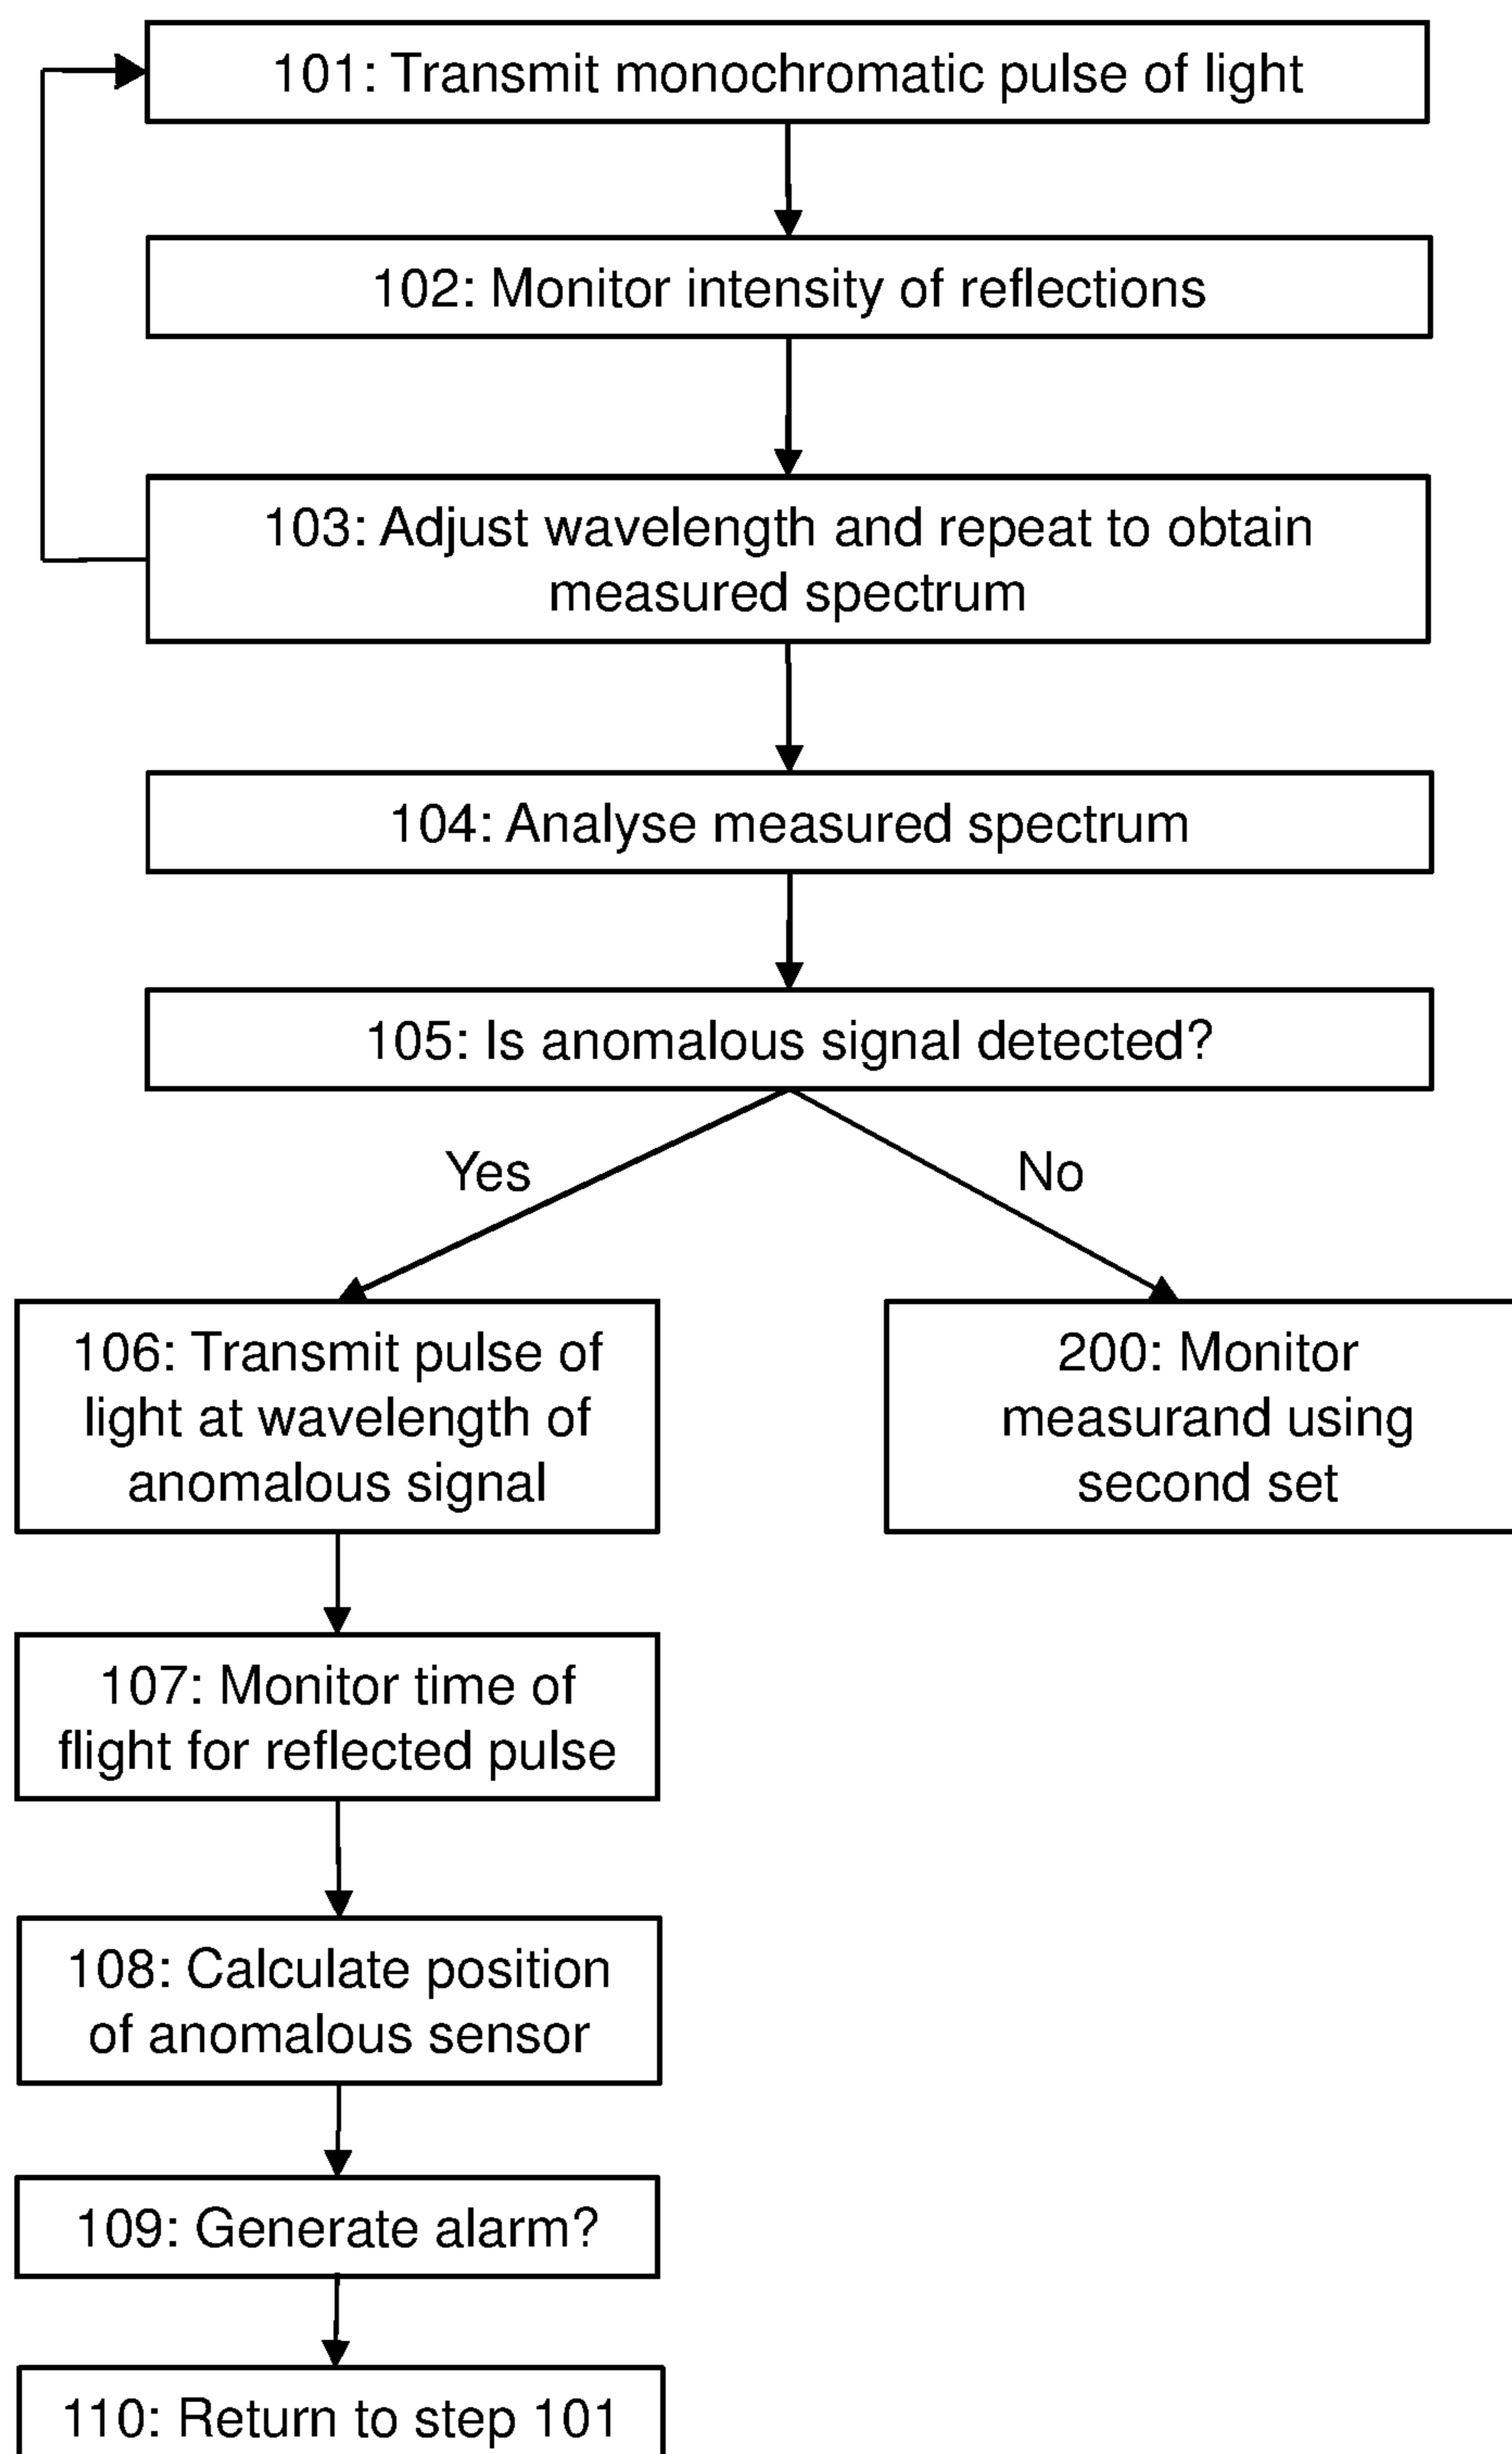 101: Transmit monochromatic pulse of light
102: Monitor intensity of reflections
103: Adjust wavelength and repeat to obtain
measured spectrum
104: Analyse measured spectrum
105: Is anomalous signal detected?
Yes
No
106: Transmit pulse of
light at wavelength of
anomalous signal
200: Monitor
measurand using
second set
107: Monitor time of
flight for reflected pulse
108: Calculate position
of anomalous sensor
109: Generate alarm?
110: Return to step 101